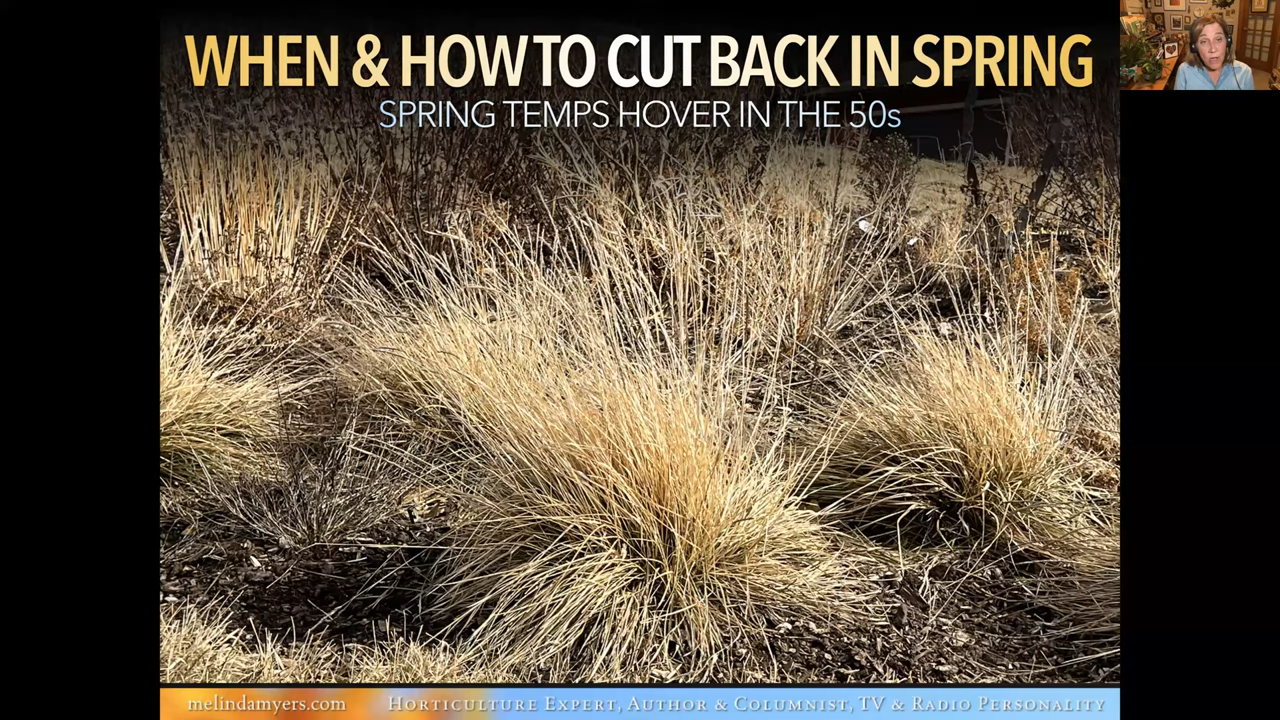 WHEN & HOW TO CUT BACK IN SPRING
SPRING TEMPS HOVER IN THE 50s
melindamyers.com HORTICULTURE EXPERT, AUTHOR & COLUMNIST, TV & RADIO PERSONALITY